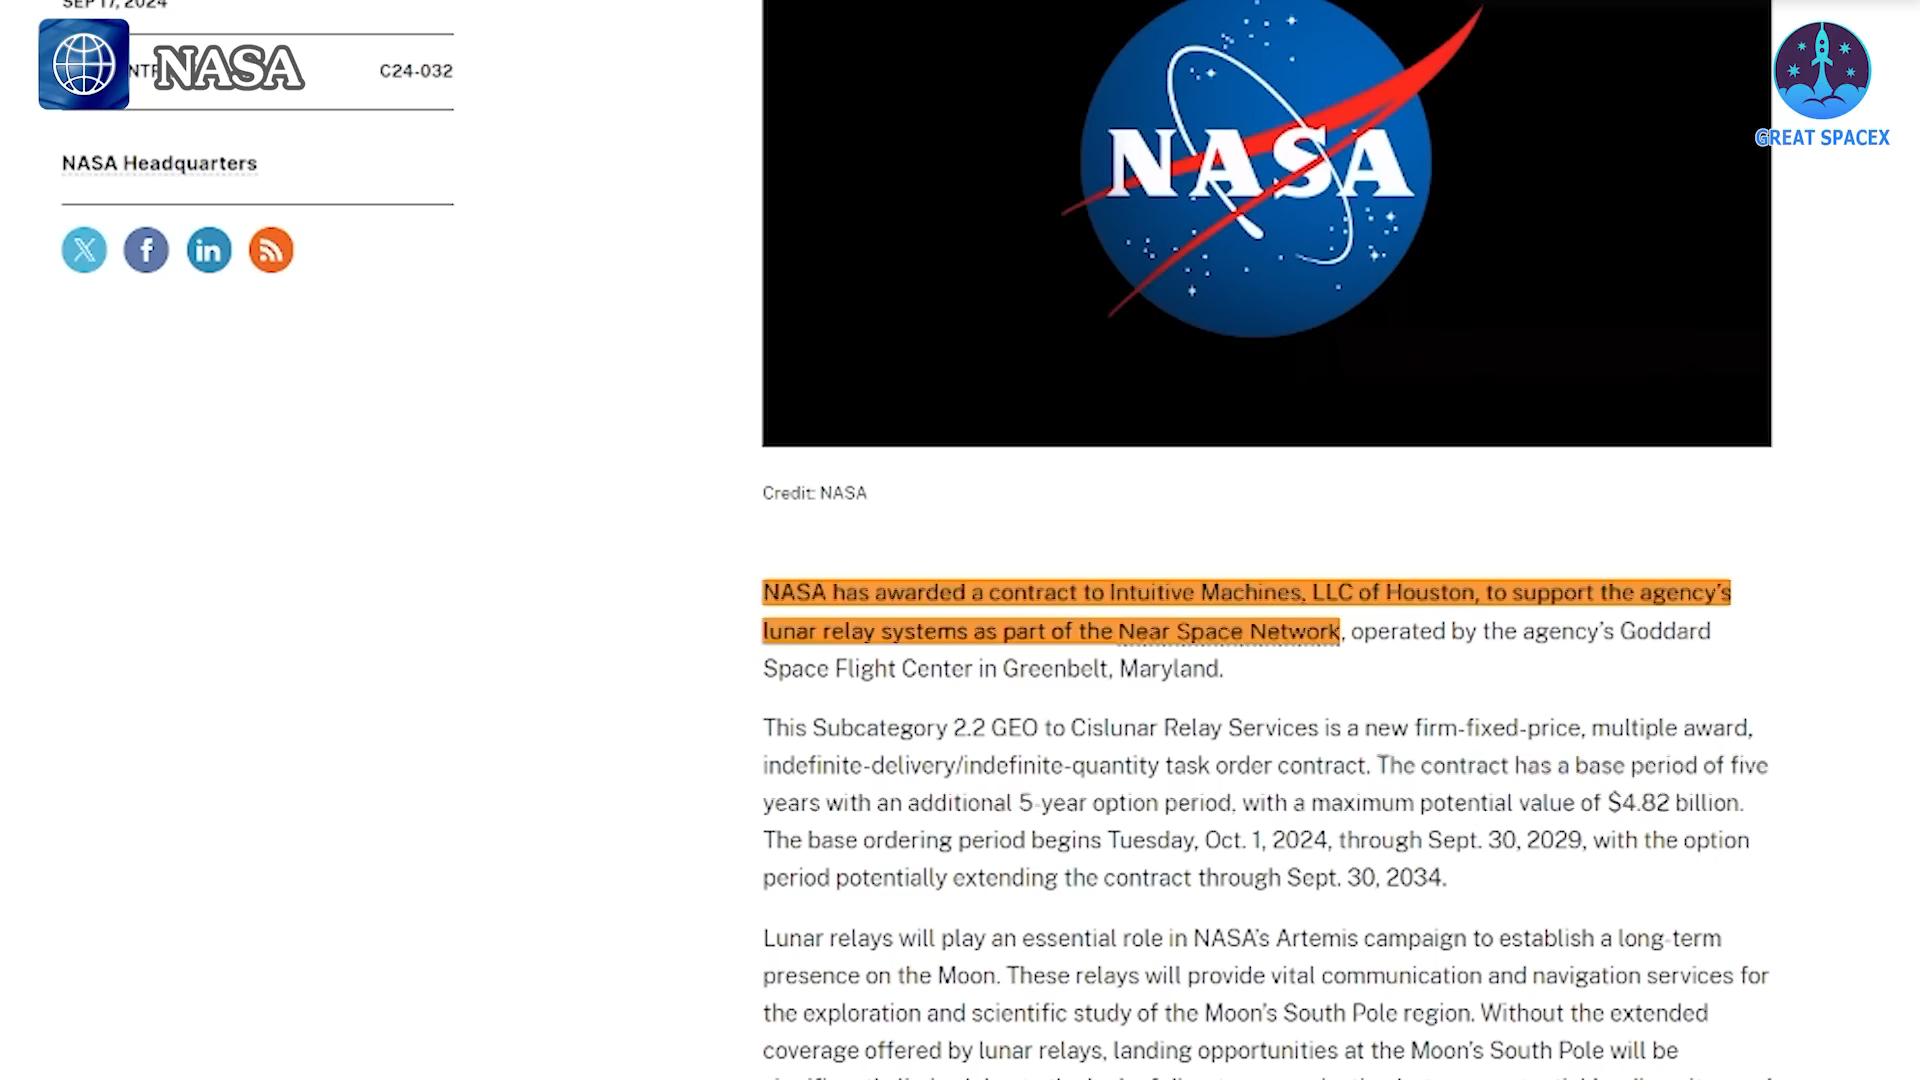 SEP 17, 2024
NASA
C24-032
NASA Headquarters
NASA
GREAT SPACEX
Credit: NASA
NASA has awarded a contract to Intuitive Machines, LLC of Houston, to support the agency’s
lunar relay systems as part of the Near Space Network, operated by the agency’s Goddard
Space Flight Center in Greenbelt, Maryland.
This Subcategory 2.2 GEO to Cislunar Relay Services is a new firm-fixed-price, multiple award,
indefinite-delivery/indefinite-quantity task order contract. The contract has a base period of five
years with an additional 5-year option period, with a maximum potential value of $4.82 billion.
The base ordering period begins Tuesday, Oct. 1, 2024, through Sept. 30, 2029, with the option
period potentially extending the contract through Sept. 30, 2034.
Lunar relays will play an essential role in NASA’s Artemis campaign to establish a long-term
presence on the Moon. These relays will provide vital communication and navigation services for
the exploration and scientific study of the Moon’s South Pole region. Without the extended
coverage offered by lunar relays, landing opportunities at the Moon’s South Pole will be